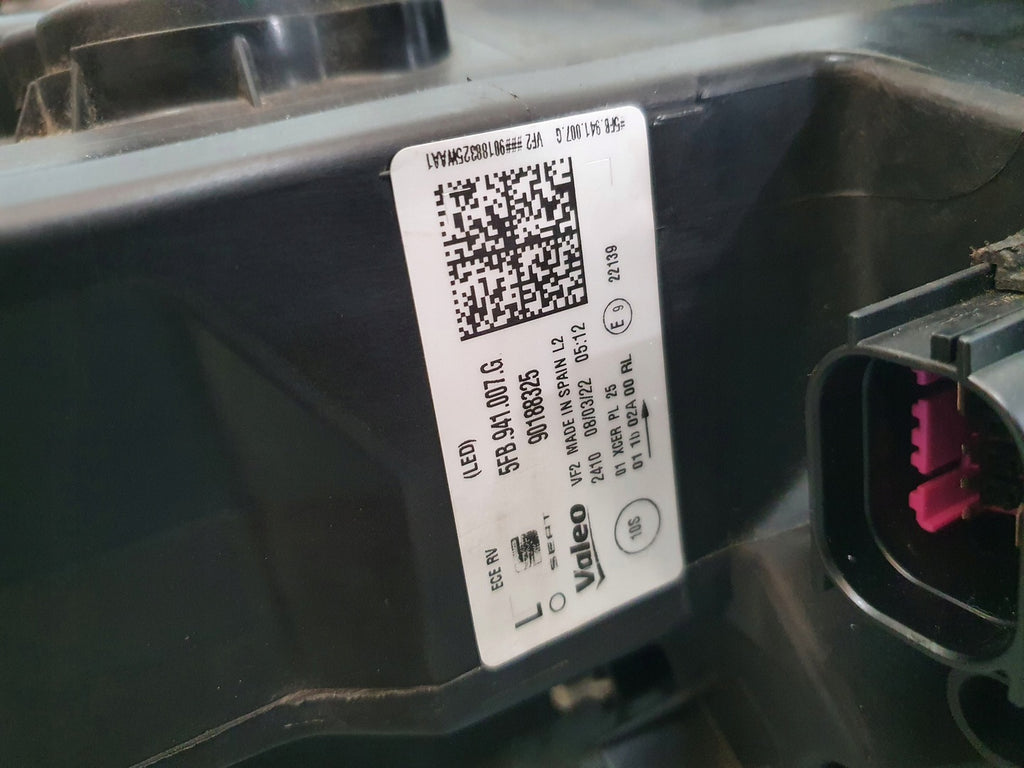 #5FB.941.007.G
VF2 ###90188325WAA1
(LED)
5FB.941.007.G.
90188325
ECE RV
L
SEAT
Valeo
VF2 MADE IN SPAIN L2
2410 08/03/22 05:12
01 XCER PL 25
01 1b 02A 00 RL
10S
E 9 22139